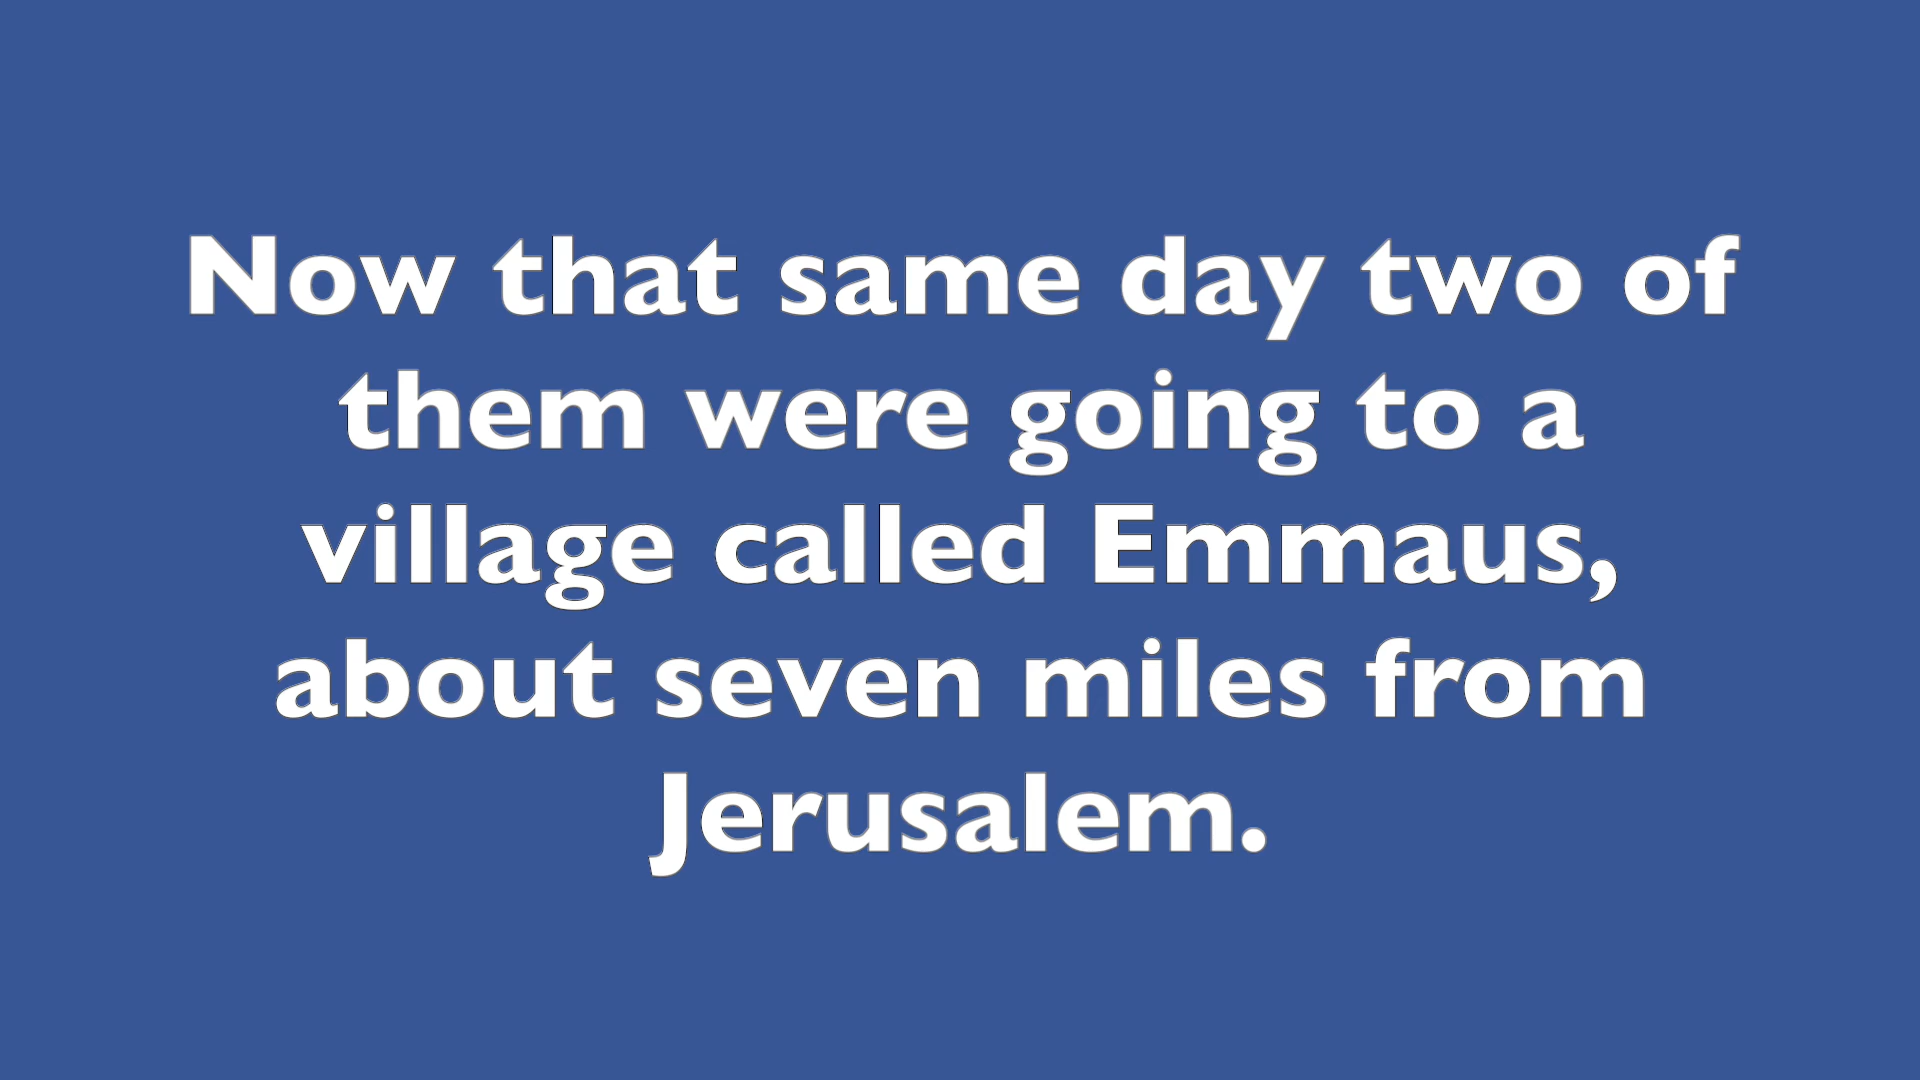 Now that same day two of
them were going to a
village called Emmaus,
about seven miles from
Jerusalem.